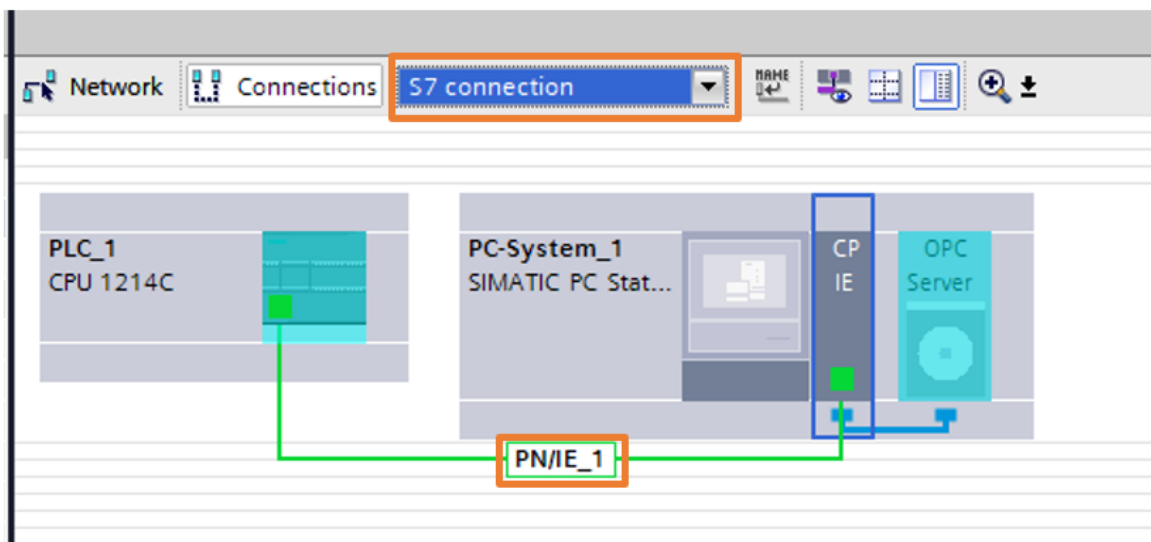 Network Connections S7 connection NAME
PLC_1
CPU 1214C
PC-System_1
SIMATIC PC Stat...
CP
IE
OPC
Server
PN/IE_1